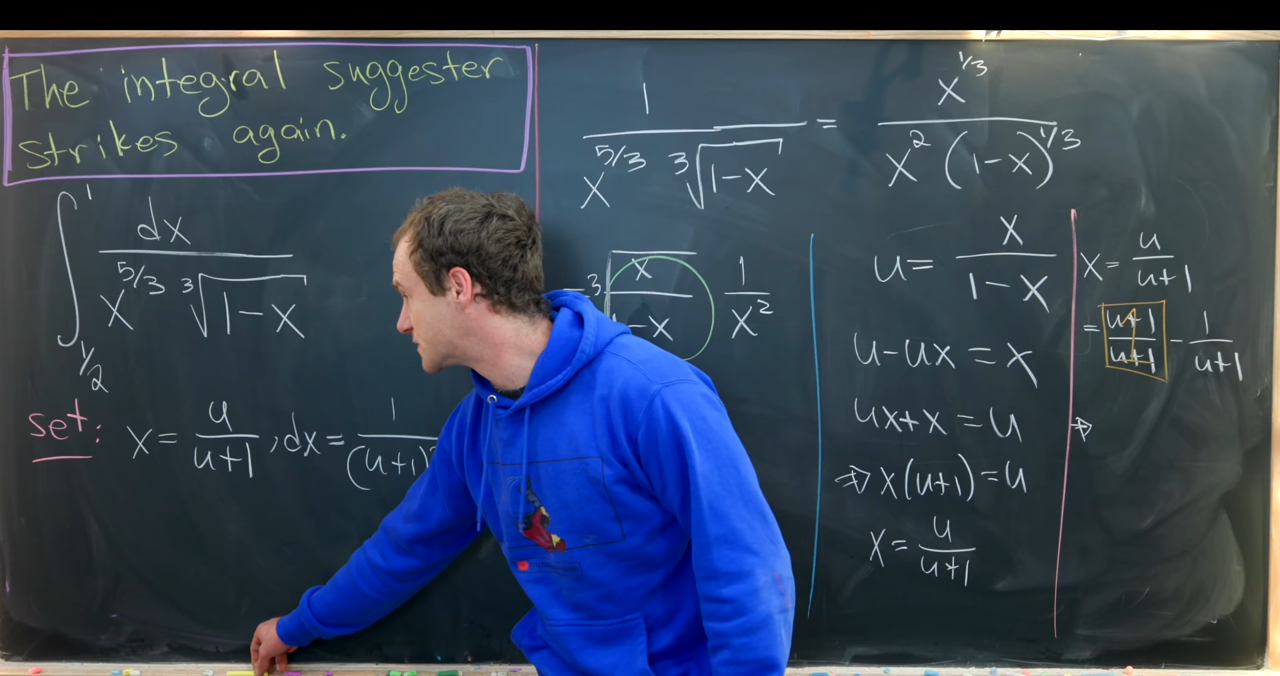 The integral suggester
strikes again.
∫_{1/2}^{1} dx / (x^{5/3} ∛(1-x))
set: x = u/(u+1), dx = 1/(u+1)
1 / (x^{5/3} ∛(1-x)) = x^{1/3} / (x^2 (1-x)^{1/3})
∛(x/(1-x)) 1/x^2
u = x/(1-x)
u-ux = x
ux+x = u
⇒ x(u+1) = u
x = u/(u+1)
x = u/(u+1)
= (u+1)/(u+1) - 1/(u+1)
⇒